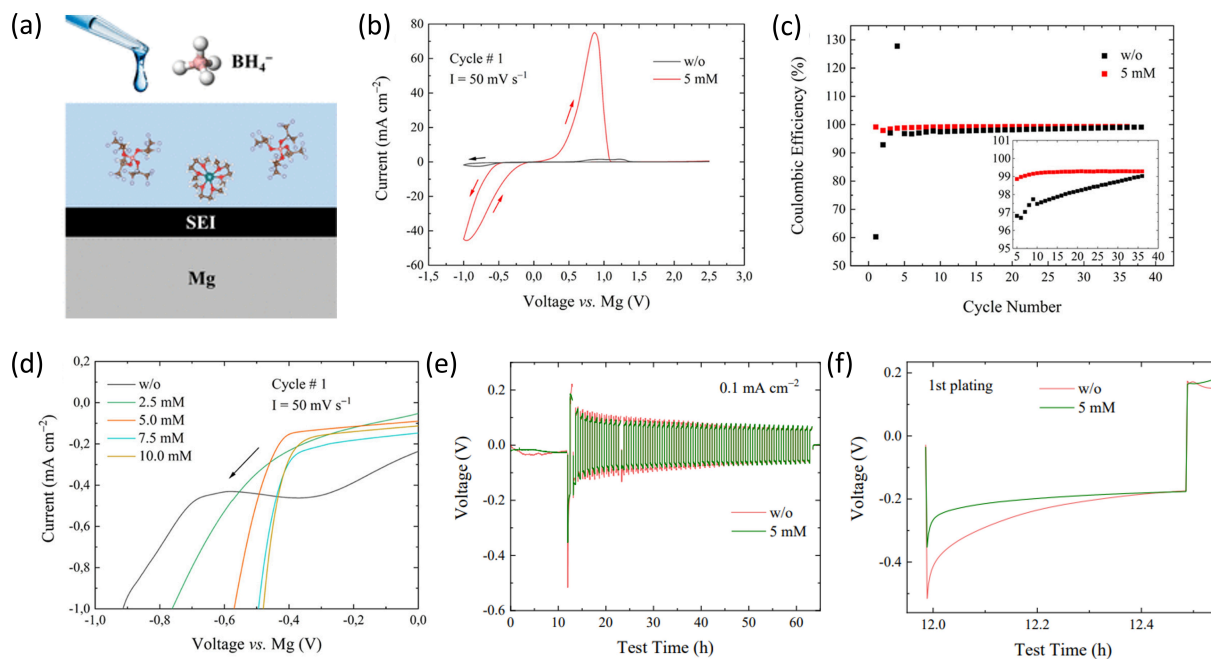 (a)
BH₄⁻
SEI
Mg
(b)
Cycle # 1
I = 50 mV s⁻¹
w/o
5 mM
Current (mA cm⁻²)
80
60
40
20
0
-20
-40
-60
-1,5 -1,0 -0,5 0,0 0,5 1,0 1,5 2,0 2,5 3,0
Voltage vs. Mg (V)
(c)
w/o
5 mM
Coulombic Efficiency (%)
130
120
110
100
90
80
70
60
50
0 5 10 15 20 25 30 35 40
Cycle Number
101
100
99
98
97
96
95
5 10 15 20 25 30 35 40
(d)
w/o
2.5 mM
5.0 mM
7.5 mM
10.0 mM
Cycle # 1
I = 50 mV s⁻¹
Current (mA cm⁻²)
0,2
0,0
-0,2
-0,4
-0,6
-0,8
-1,0
-1,0 -0,8 -0,6 -0,4 -0,2 0,0
Voltage vs. Mg (V)
(e)
0.1 mA cm⁻²
w/o
5 mM
Voltage (V)
0.2
0.0
-0.2
-0.4
-0.6
0 10 20 30 40 50 60
Test Time (h)
(f)
1st plating
w/o
5 mM
Voltage (V)
0.2
0.0
-0.2
-0.4
12.0 12.2 12.4
Test Time (h)